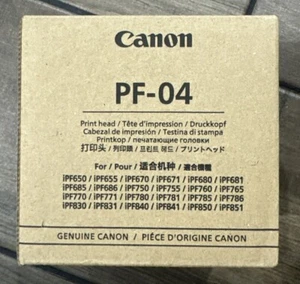 Canon
PF-04
Print head / Tête d'impression / Druckkopf
Cabezal de impresión / Testina di stampa
Printkop / печатающие головки
打印头 / 列印頭 / 프린트 헤드 / プリントヘッド
For / Pour / 适合机种 / 適合機種
iPF650 / iPF655 / iPF670 / iPF671 / iPF680 / iPF681
iPF685 / iPF686 / iPF750 / iPF755 / iPF760 / iPF765
iPF770 / iPF771 / iPF780 / iPF781 / iPF785 / iPF786
iPF830 / iPF831 / iPF840 / iPF841 / iPF850 / iPF851
GENUINE CANON / PIÈCE D'ORIGINE CANON